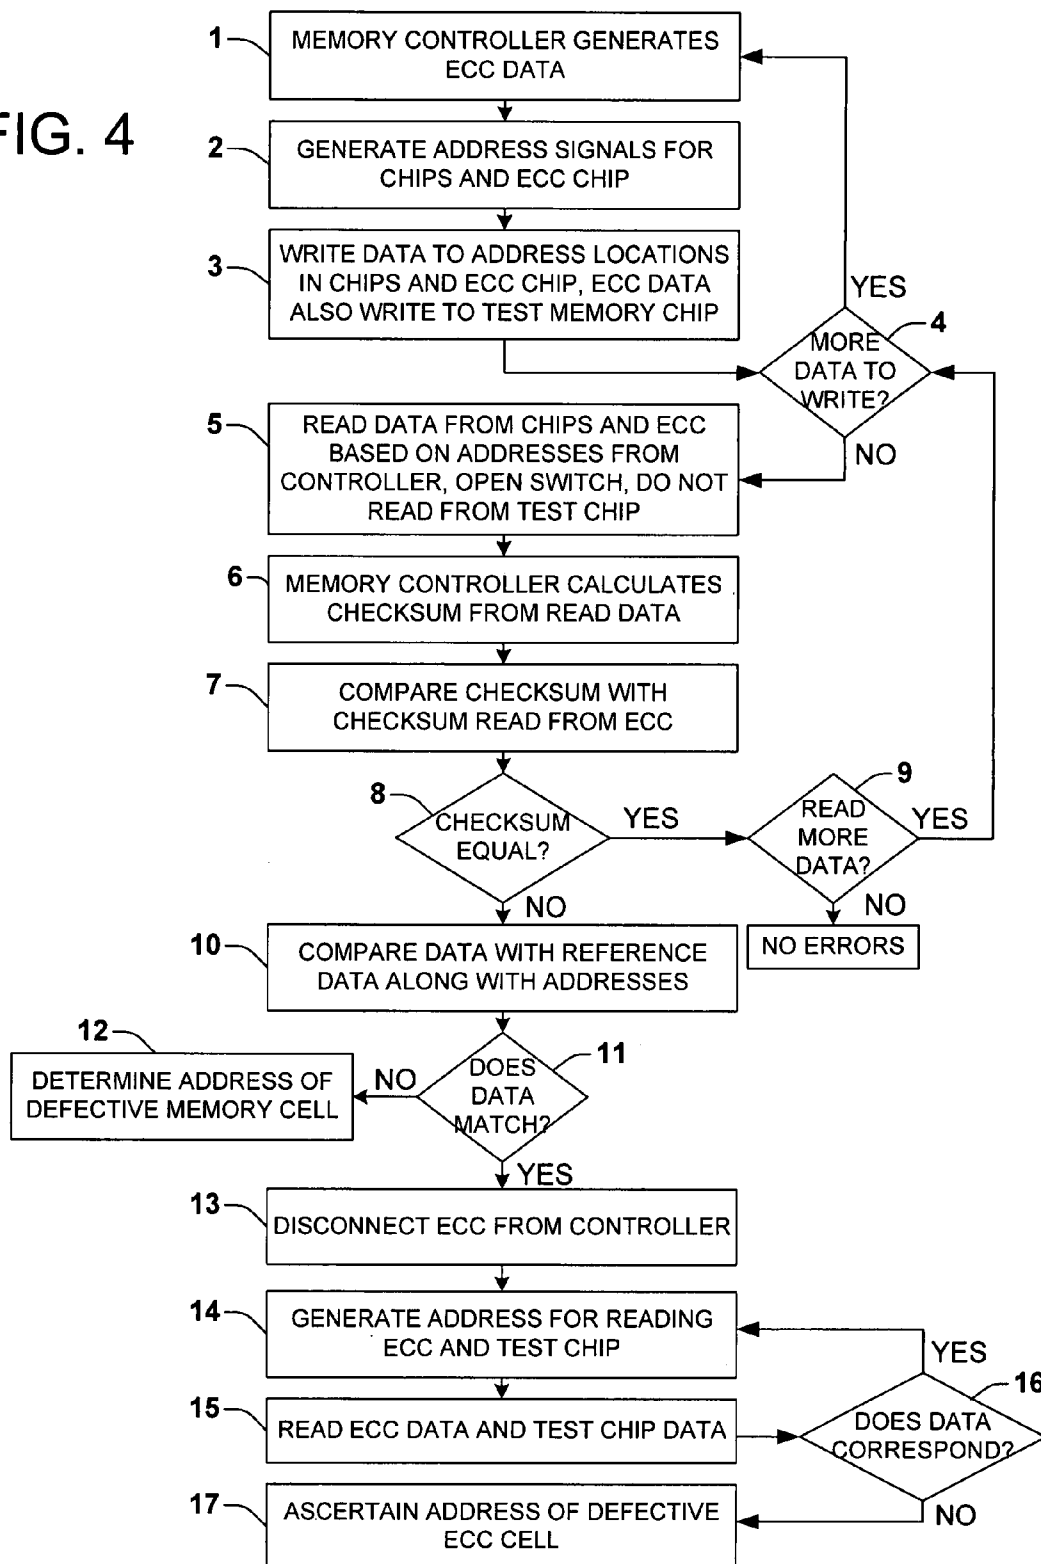 FIG. 4
1
MEMORY CONTROLLER GENERATES
ECC DATA
2
GENERATE ADDRESS SIGNALS FOR
CHIPS AND ECC CHIP
3
WRITE DATA TO ADDRESS LOCATIONS
IN CHIPS AND ECC CHIP, ECC DATA
ALSO WRITE TO TEST MEMORY CHIP
YES
4
MORE
DATA TO
WRITE?
NO
5
READ DATA FROM CHIPS AND ECC
BASED ON ADDRESSES FROM
CONTROLLER, OPEN SWITCH, DO NOT
READ FROM TEST CHIP
6
MEMORY CONTROLLER CALCULATES
CHECKSUM FROM READ DATA
7
COMPARE CHECKSUM WITH
CHECKSUM READ FROM ECC
8
CHECKSUM
EQUAL?
YES
9
READ
MORE
DATA?
YES
NO
NO
NO ERRORS
10
COMPARE DATA WITH REFERENCE
DATA ALONG WITH ADDRESSES
11
DOES
DATA
MATCH?
NO
12
DETERMINE ADDRESS OF
DEFECTIVE MEMORY CELL
YES
13
DISCONNECT ECC FROM CONTROLLER
14
GENERATE ADDRESS FOR READING
ECC AND TEST CHIP
YES
15
READ ECC DATA AND TEST CHIP DATA
16
DOES DATA
CORRESPOND?
NO
17
ASCERTAIN ADDRESS OF DEFECTIVE
ECC CELL